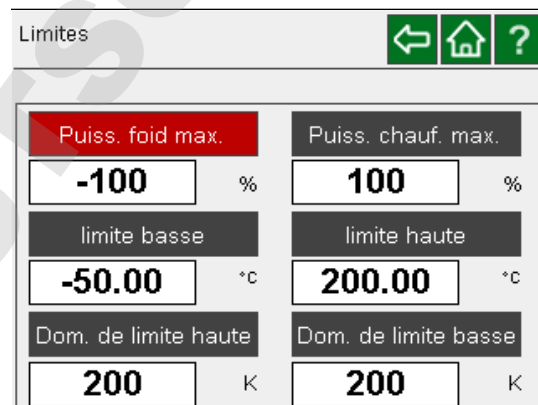 Limites
?
Puiss. foid max. Puiss. chauf. max.
-100 % 100 %
limite basse limite haute
-50.00 °C 200.00 °C
Dom. de limite haute Dom. de limite basse
200 K 200 K